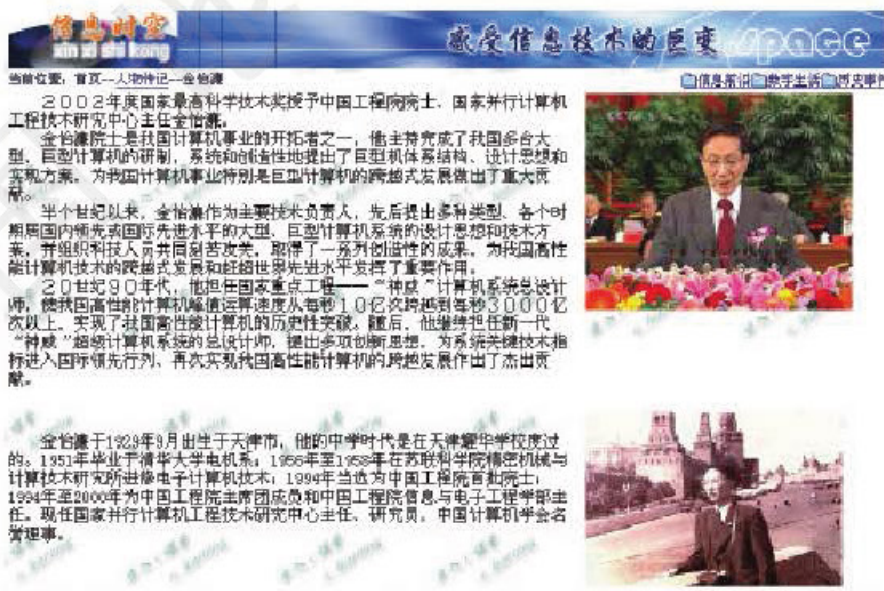 信息时空
xin xi shi kong
感受信息技术的巨变
space
当前位置：首页--人物传记--金怡濂
信息前沿 数字生活 历史事件
２００２年度国家最高科学技术奖授予中国工程院院士、国家并行计算机
工程技术研究中心主任金怡濂。
金怡濂院士是我国计算机事业的开拓者之一，他主持完成了我国多台大
型、巨型计算机的研制，系统和创造性地提出了巨型机体系结构、设计思想和
实现方案，为我国计算机事业特别是巨型计算机的跨越式发展做出了重大贡
献。
半个世纪以来，金怡濂作为主要技术负责人，先后提出多种类型、各个时
期居国内领先或国际先进水平的大型、巨型计算机系统的设计思想和技术方
案，并组织科技人员共同刻苦攻关，取得了一系列创造性的成果，为我国高性
能计算机技术的跨越式发展和赶超世界先进水平发挥了重要作用。
２０世纪９０年代，他担任国家重点工程——“神威”计算机系统总设计
师，使我国高性能计算机峰值运算速度从每秒１０亿次跨越到每秒３０００亿
次以上，实现了我国高性能计算机的历史性突破。随后，他继续担任新一代
“神威”超级计算机系统的总设计师，提出多项创新思想，为系统关键技术指
标进入国际领先行列、再次实现我国高性能计算机的跨越发展作出了杰出贡
献。
金怡濂于1929年9月出生于天津市，他的中学时代是在天津耀华学校度过
的。1951年毕业于清华大学电机系；1956年至1958年在苏联科学院精密机械与
计算技术研究所进修电子计算机技术；1994年当选为中国工程院首批院士；
1994年至2000年为中国工程院主席团成员和中国工程院信息与电子工程学部主
任。现任国家并行计算机工程技术研究中心主任、研究员，中国计算机学会名
誉理事。